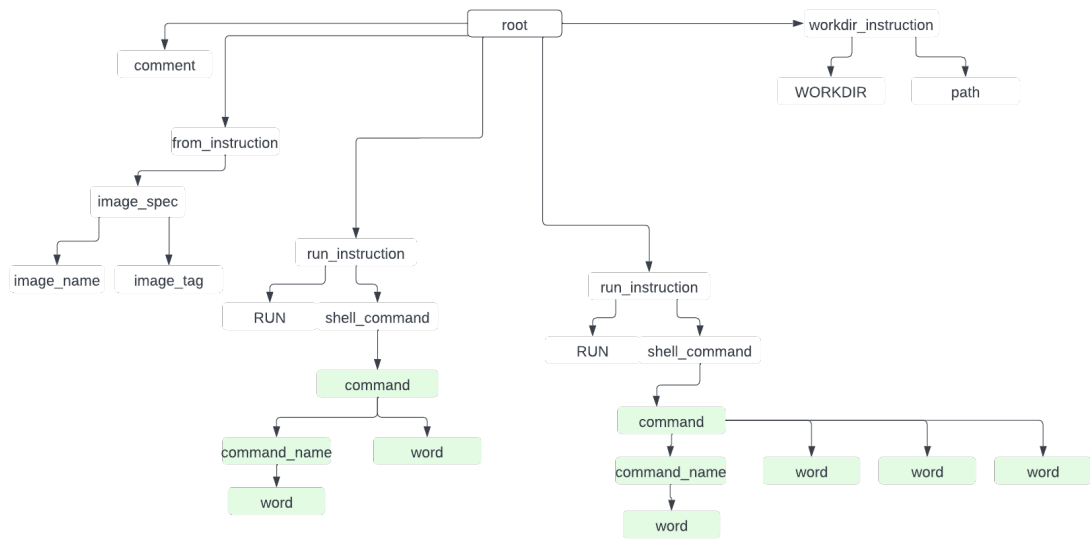 root
workdir_instruction
comment
WORKDIR
path
from_instruction
image_spec
image_name
image_tag
run_instruction
RUN
shell_command
command
command_name
word
word
run_instruction
RUN
shell_command
command
command_name
word
word
word
word